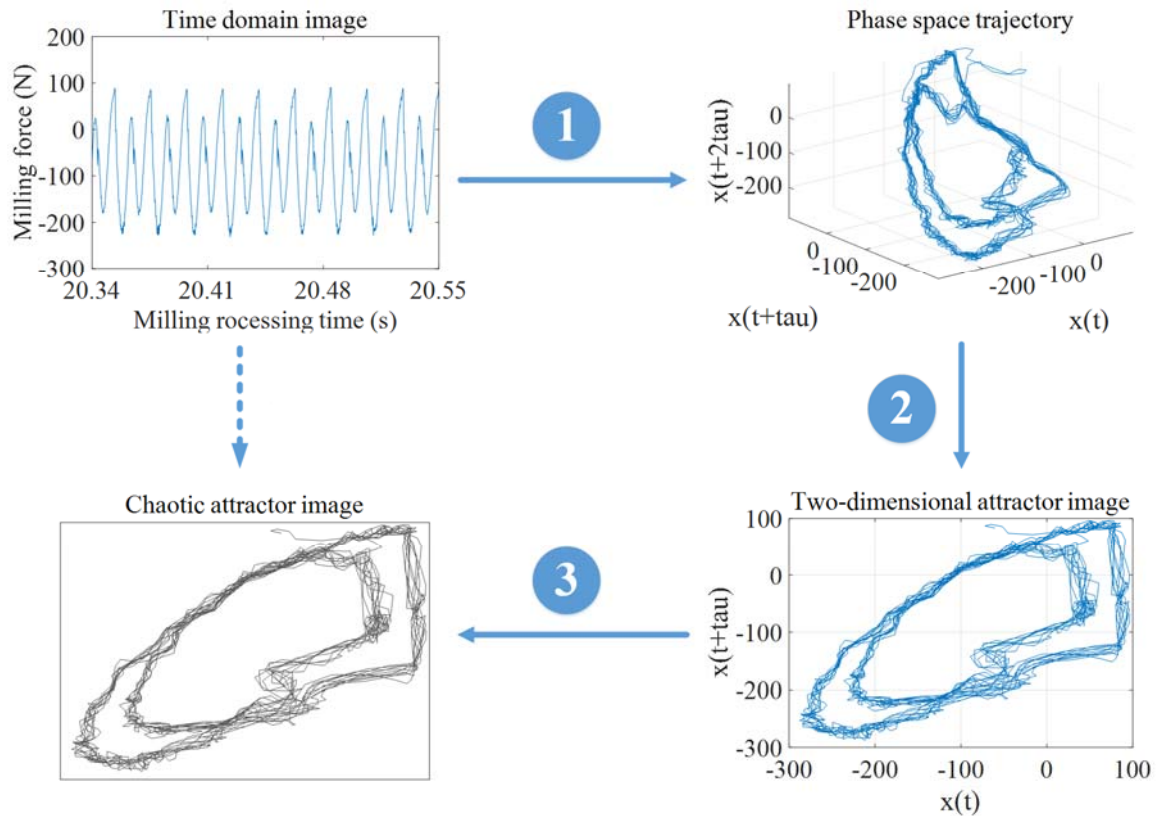 Time domain image
200
100
0
-100
-200
-300
Milling force (N)
20.34 20.41 20.48 20.55
Milling rocessing time (s)
1
Phase space trajectory
0
-100
-200
x(t+2tau)
0
-100
-200
x(t+tau)
-200
-100
0
x(t)
2
Chaotic attractor image
3
Two-dimensional attractor image
100
0
-100
-200
-300
x(t+tau)
-300 -200 -100 0 100
x(t)